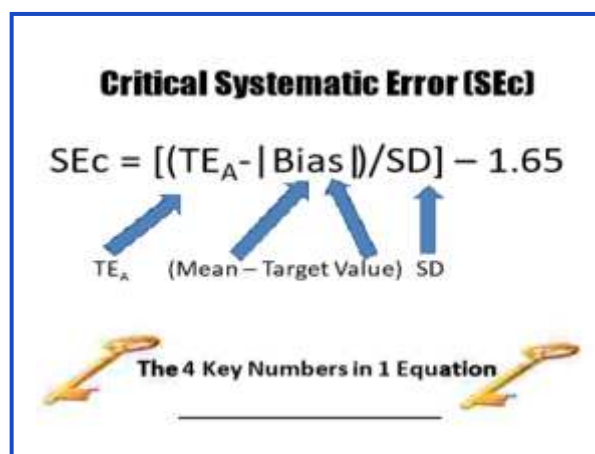 Critical Systematic Error (SEc)
SEc = [(TEA-|Bias|)/SD] – 1.65
TEA (Mean – Target Value) SD
The 4 Key Numbers in 1 Equation